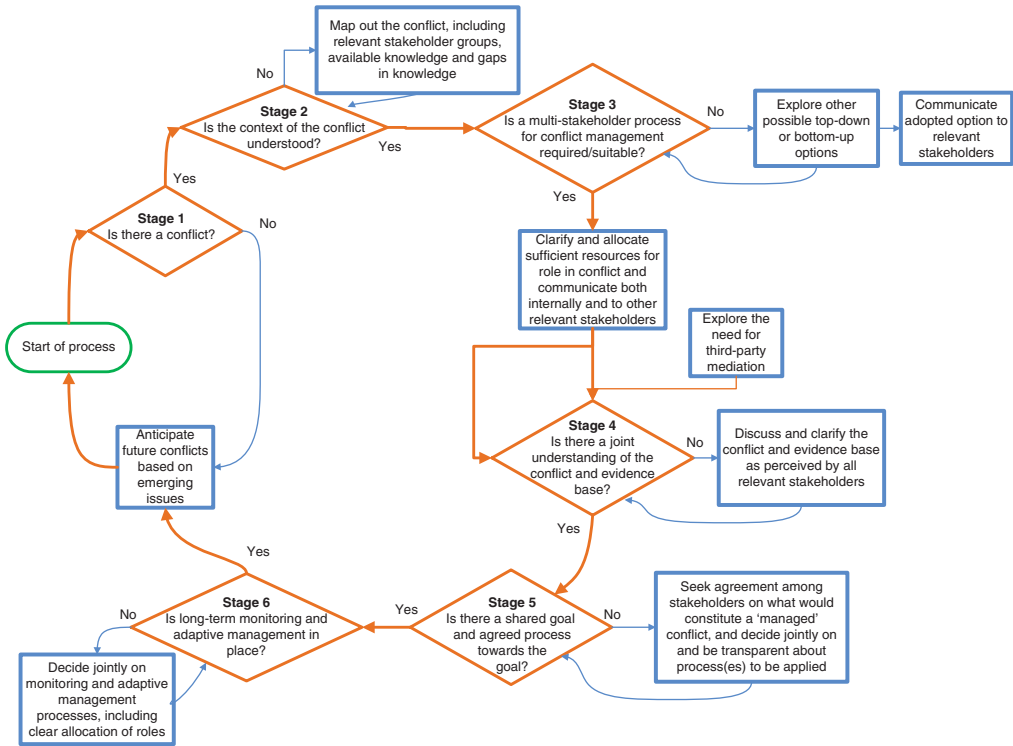 Start of process
Stage 1
Is there a conflict?
Yes
No
Stage 2
Is the context of the conflict
understood?
No
Map out the conflict, including
relevant stakeholder groups,
available knowledge and gaps
in knowledge
Yes
Stage 3
Is a multi-stakeholder process
for conflict management
required/suitable?
No
Explore other
possible top-down
or bottom-up
options
Communicate
adopted option to
relevant
stakeholders
Yes
Clarify and allocate
sufficient resources for
role in conflict and
communicate both
internally and to other
relevant stakeholders
Explore the
need for
third-party
mediation
Stage 4
Is there a joint
understanding of the
conflict and evidence
base?
No
Discuss and clarify the
conflict and evidence base
as perceived by all
relevant stakeholders
Yes
Stage 5
Is there a shared goal
and agreed process
towards the
goal?
No
Seek agreement among
stakeholders on what would
constitute a ‘managed’
conflict, and decide jointly on
and be transparent about
process(es) to be applied
Yes
Stage 6
Is long-term monitoring and
adaptive management in
place?
No
Decide jointly on
monitoring and adaptive
management
processes, including
clear allocation of roles
Yes
Anticipate
future conflicts
based on
emerging
issues